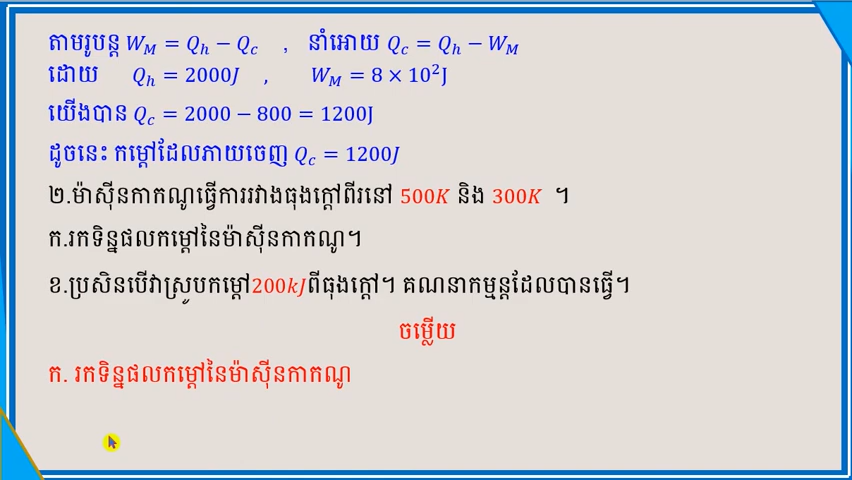 តាមរូបន្ត W_M = Q_h − Q_c , នាំអោយ Q_c = Q_h − W_M
ដោយ Q_h = 2000J , W_M = 8 × 10²J
យើងបាន Q_c = 2000 − 800 = 1200J
ដូចនេះ កម្ដៅដែលភាយចេញ Q_c = 1200J
២.ម៉ាស៊ីនកាកណូធ្វើការរវាងធុងក្ដៅពីរនៅ 500K និង 300K ។
ក.រកទិន្នផលកម្ដៅនៃម៉ាស៊ីនកាកណូ។
ខ.ប្រសិនបើវាស្រូបកម្ដៅ200kJពីធុងក្ដៅ។ គណនាកម្មន្តដែលបានធ្វើ។
ចម្លើយ
ក. រកទិន្នផលកម្ដៅនៃម៉ាស៊ីនកាកណូ